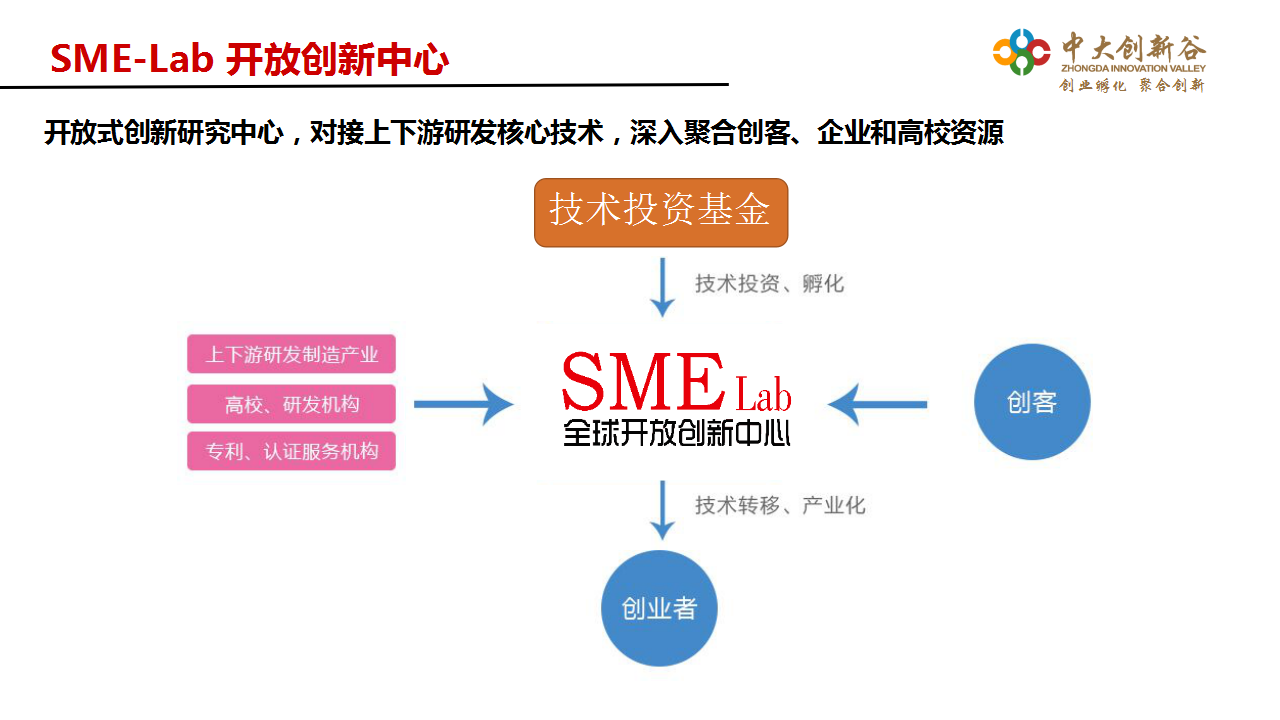 SME-Lab 开放创新中心
中大创新谷
ZHONGDA INNOVATION VALLEY
创业孵化 聚合创新
开放式创新研究中心，对接上下游研发核心技术，深入聚合创客、企业和高校资源
技术投资基金
技术投资、孵化
上下游研发制造产业
高校、研发机构
专利、认证服务机构
SME Lab
全球开放创新中心
创客
技术转移、产业化
创业者